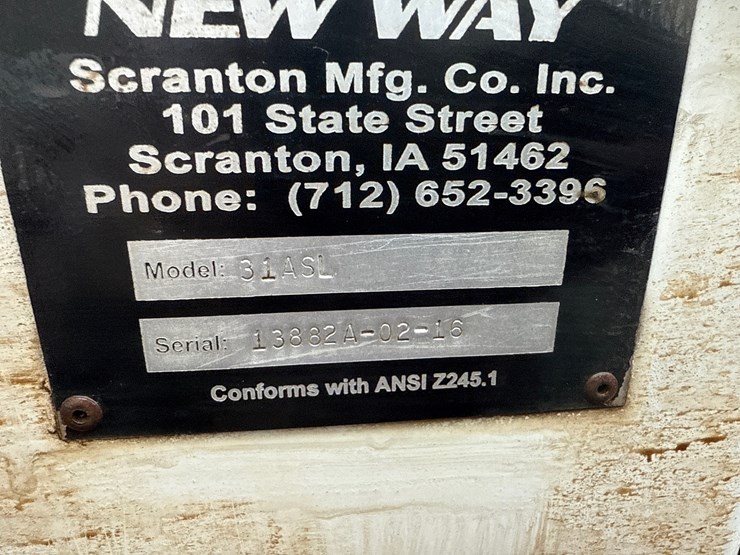 NEW WAY
Scranton Mfg. Co. Inc.
101 State Street
Scranton, IA 51462
Phone: (712) 652-3396
Model: 31ASL
Serial: 13882A-02-16
Conforms with ANSI Z245.1